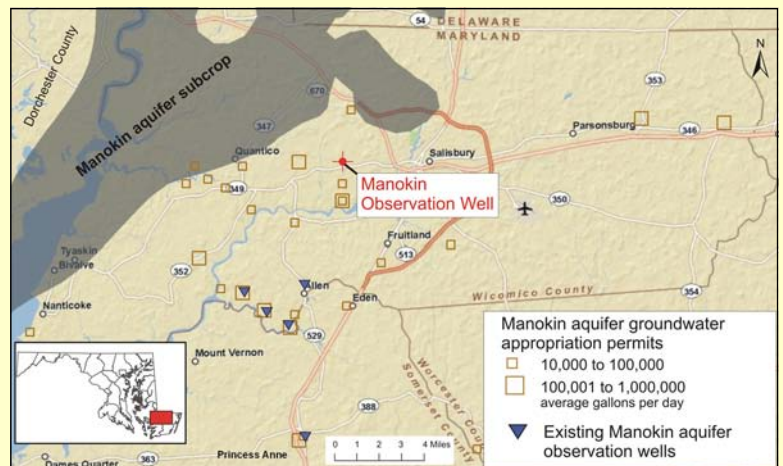 54
DELAWARE
MARYLAND
N
Dorchester County
Manokin aquifer subcrop
670
353
347
Parsonsburg
346
Quantico
Salisbury
349
Manokin
Observation Well
350
Tyaskin
Bivalve
352
Fruitland
513
Nanticoke
Allen
Eden
Wicomico County
354
529
Mount Vernon
Worcester County
Somerset County
388
Princess Anne
363
Dames Quarter
0 1 2 3 4 Miles
Manokin aquifer groundwater
appropriation permits
10,000 to 100,000
100,001 to 1,000,000
average gallons per day
Existing Manokin aquifer
observation wells